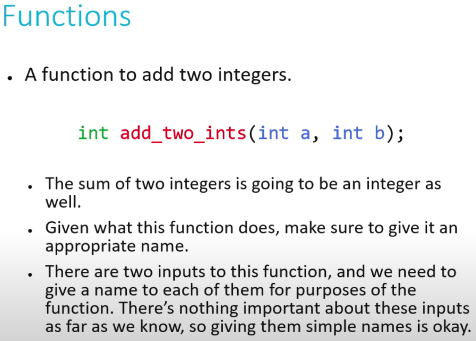 Functions
• A function to add two integers.
int add_two_ints(int a, int b);
• The sum of two integers is going to be an integer as
well.
• Given what this function does, make sure to give it an
appropriate name.
• There are two inputs to this function, and we need to
give a name to each of them for purposes of the
function. There's nothing important about these inputs
as far as we know, so giving them simple names is okay.